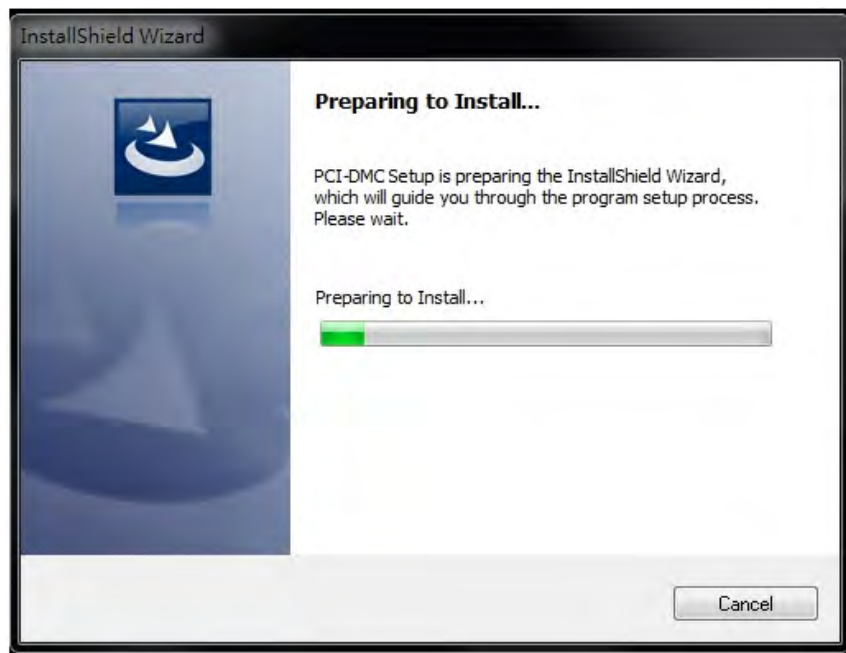 InstallShield Wizard
Preparing to Install...
PCI-DMC Setup is preparing the InstallShield Wizard,
which will guide you through the program setup process.
Please wait.
Preparing to Install...
Cancel